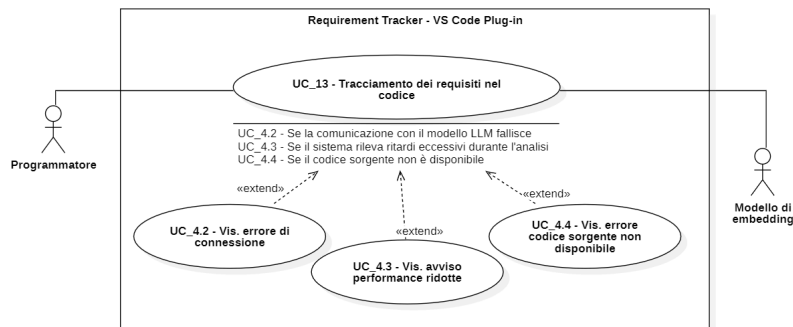 Requirement Tracker - VS Code Plug-in
UC_13 - Tracciamento dei requisiti nel
codice
UC_4.2 - Se la comunicazione con il modello LLM fallisce
UC_4.3 - Se il sistema rileva ritardi eccessivi durante l'analisi
UC_4.4 - Se il codice sorgente non è disponibile
Programmatore
«extend»
«extend»
«extend»
Modello di
embedding
UC_4.2 - Vis. errore di
connessione
UC_4.3 - Vis. avviso
performance ridotte
UC_4.4 - Vis. errore
codice sorgente non
disponibile